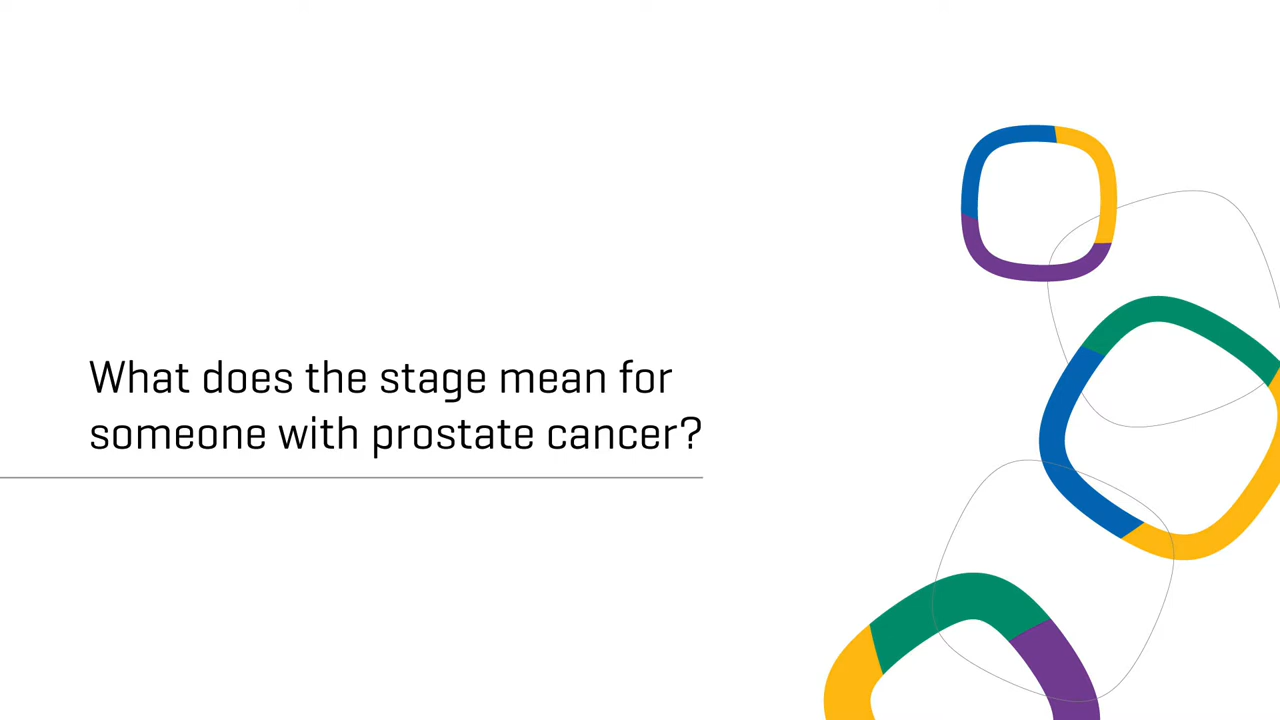 What does the stage mean for
someone with prostate cancer?